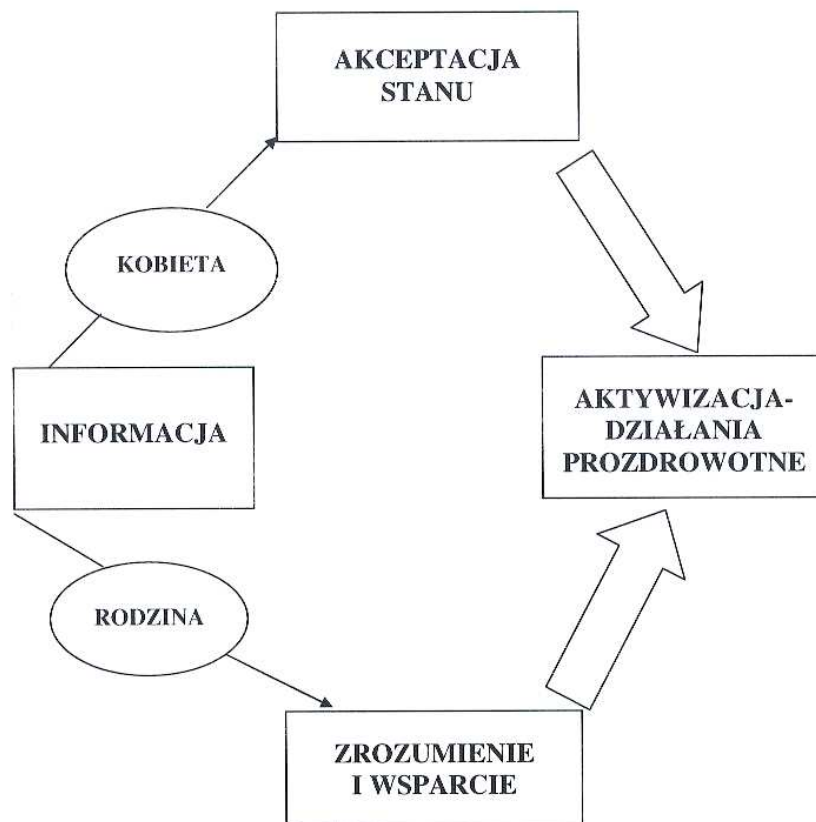 AKCEPTACJA
STANU
KOBIETA
INFORMACJA
AKTYWIZACJA-
DZIAŁANIA
PROZDROWOTNE
RODZINA
ZROZUMIENIE
I WSPARCIE